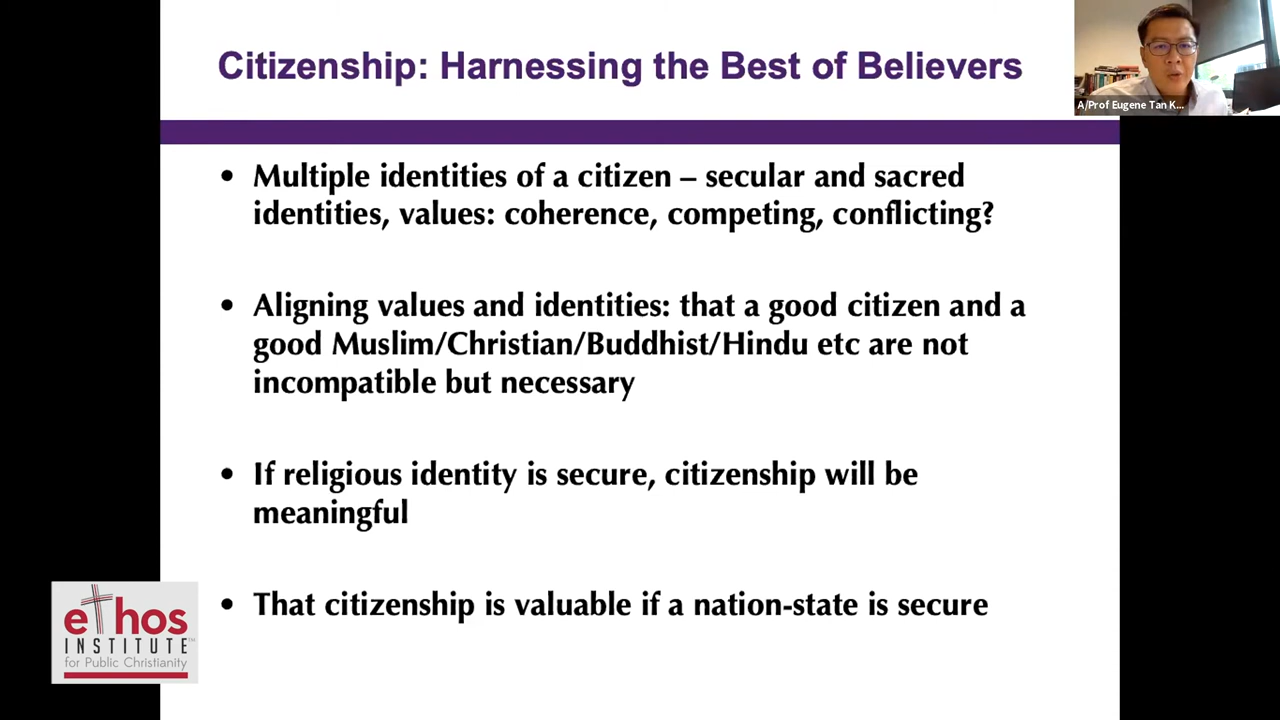 Citizenship: Harnessing the Best of Believers
A/Prof Eugene Tan K...
• Multiple identities of a citizen – secular and sacred
identities, values: coherence, competing, conflicting?
• Aligning values and identities: that a good citizen and a
good Muslim/Christian/Buddhist/Hindu etc are not
incompatible but necessary
• If religious identity is secure, citizenship will be
meaningful
• That citizenship is valuable if a nation-state is secure
ethos
INSTITUTE™
for Public Christianity